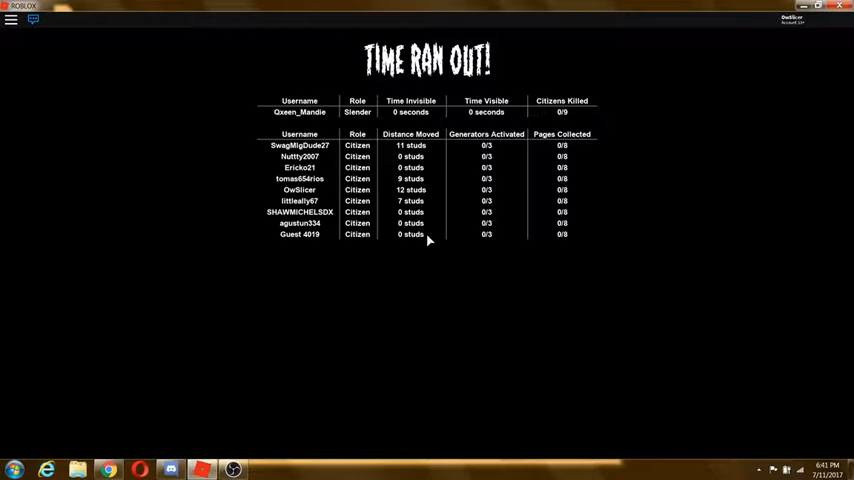 ROBLOX
OwSlicer
Account: 13+
TIME RAN OUT!
Username Role Time Invisible Time Visible Citizens Killed
Qxeen_Mandie Slender 0 seconds 0 seconds 0/9
Username Role Distance Moved Generators Activated Pages Collected
SwagMigDude27 Citizen 11 studs 0/3 0/8
Nuttty2007 Citizen 0 studs 0/3 0/8
Ericko21 Citizen 0 studs 0/3 0/8
tomas654rios Citizen 9 studs 0/3 0/8
OwSlicer Citizen 12 studs 0/3 0/8
littleally67 Citizen 7 studs 0/3 0/8
SHAWMICHELSDX Citizen 0 studs 0/3 0/8
agustun334 Citizen 0 studs 0/3 0/8
Guest 4019 Citizen 0 studs 0/3 0/8
6:41 PM
7/11/2017